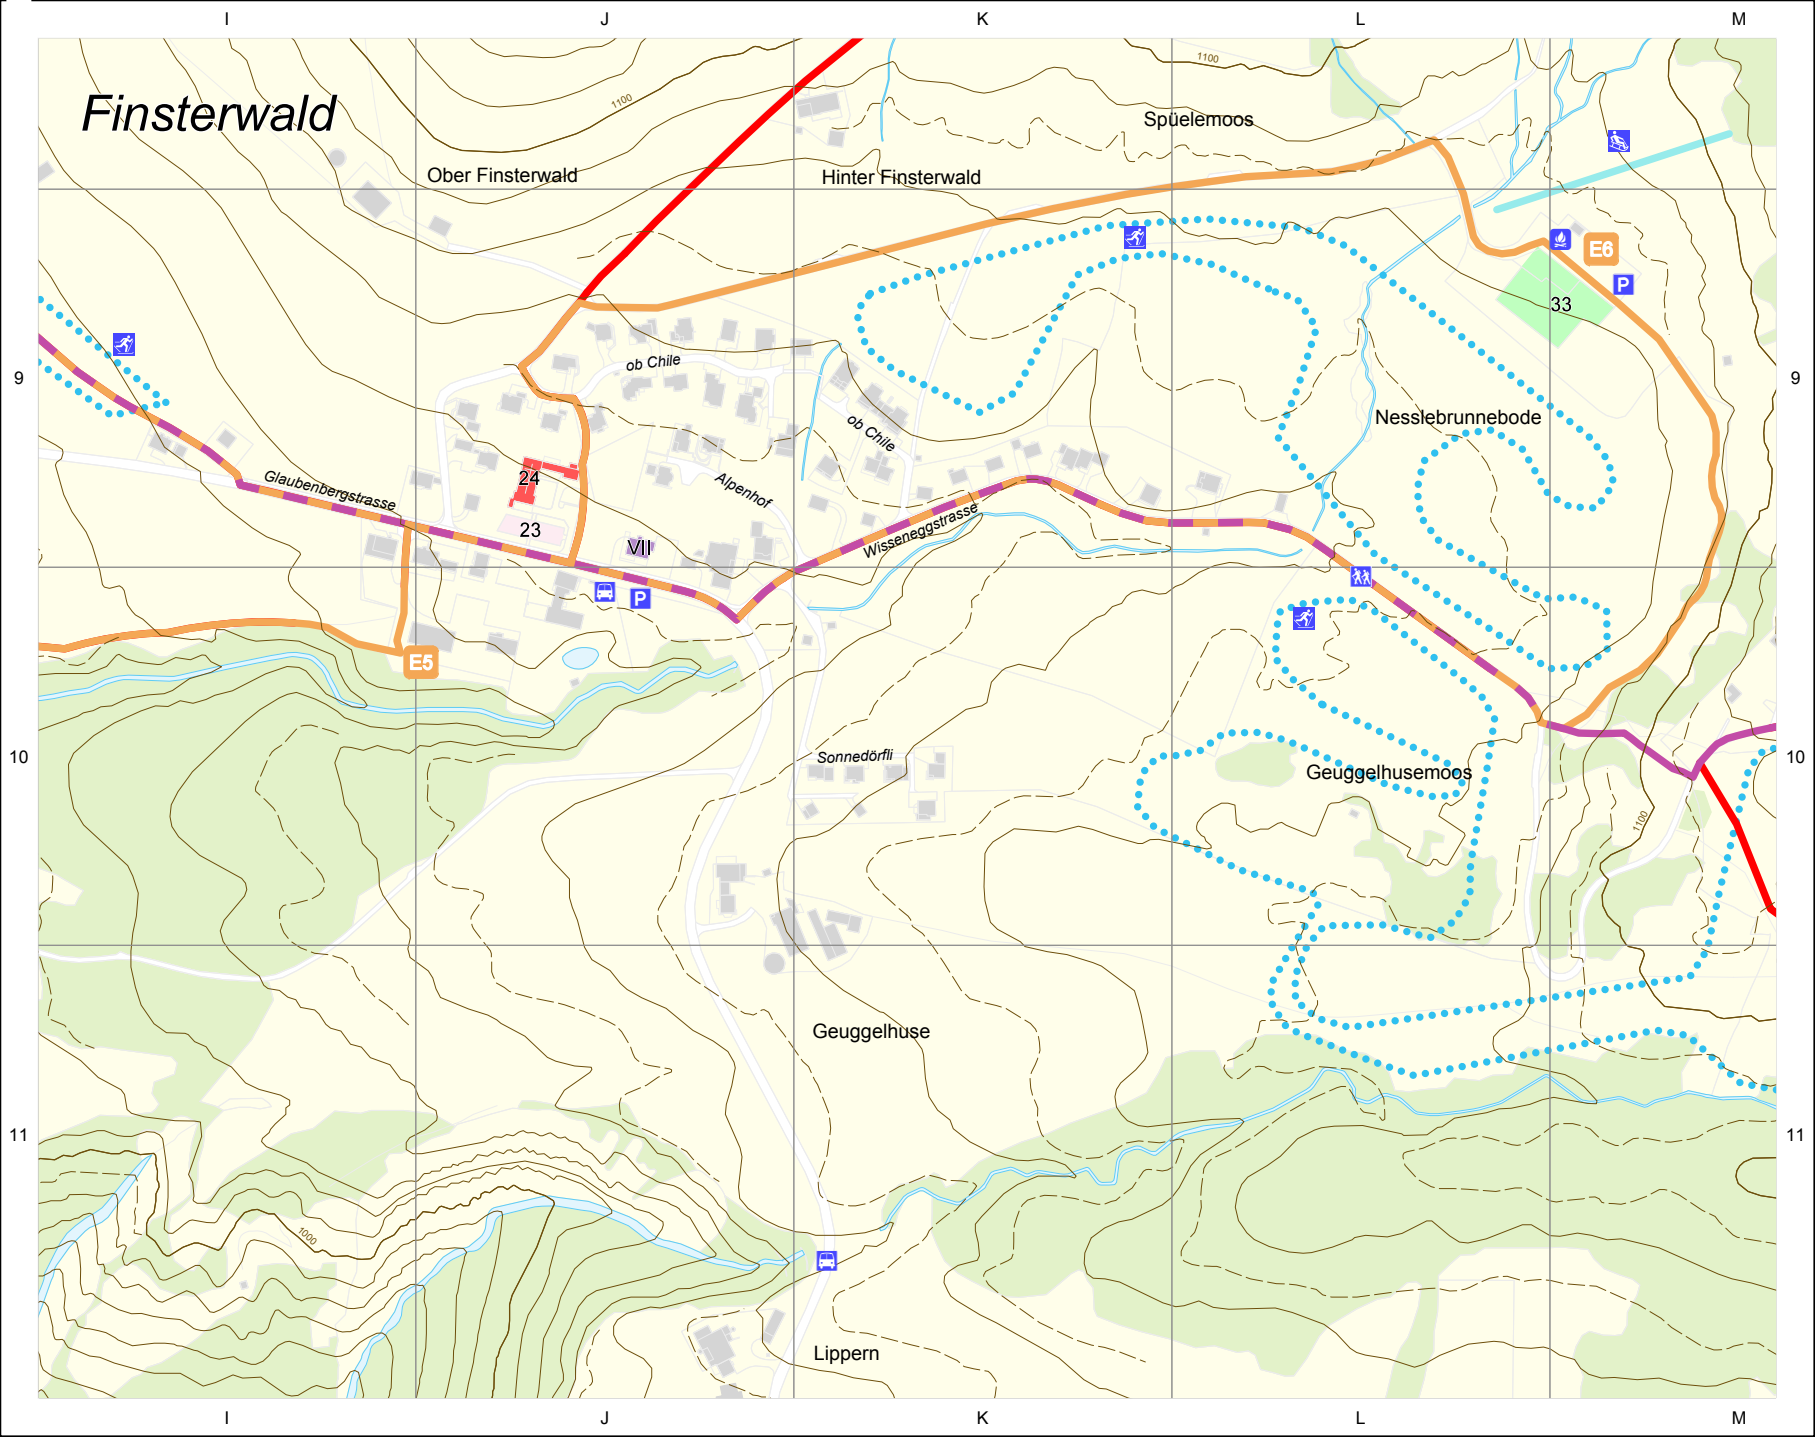 I J K L M
1100
1100
Finsterwald
Spüelemoos
Ober Finsterwald
Hinter Finsterwald
E6
P
33
ob Chile
9
9
Nesslebrunnebode
ob Chile
24
Glaubenbergstrasse
Alpenhof
23
Wisseneggstrasse
VII
P
E5
Sonnedörfli
10
10
Geuggelhusemoos
1100
Geuggelhuse
11
11
1000
Lippern
I J K L M